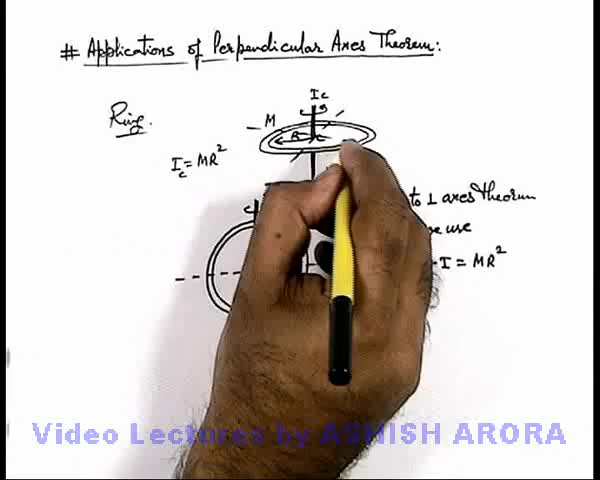 # Applications of Perpendicular Axes Theorem:
Ring.
Ic
M
R
Ic = MR²
to ⊥ axes theorem
use
I = MR²
Video Lectures by ASHISH ARORA